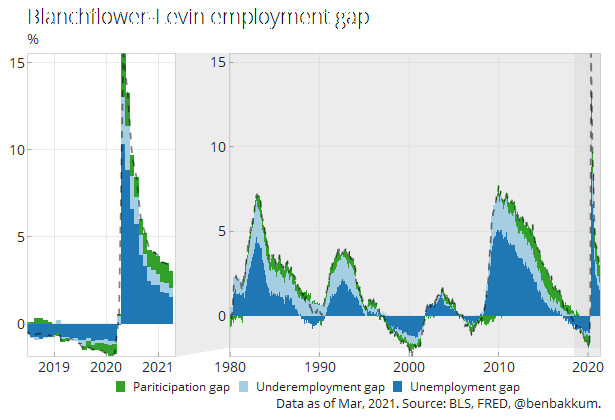 Blanchflower-Levin employment gap
%
15
10
5
0
2019 2020 2021
15
10
5
0
1980 1990 2000 2010 2020
Pariticipation gap Underemployment gap Unemployment gap
Data as of Mar, 2021. Source: BLS, FRED, @benbakkum.